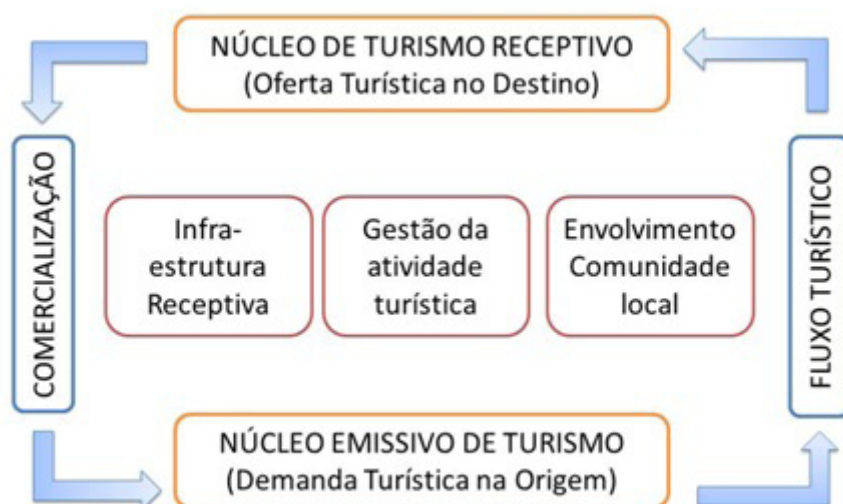 NÚCLEO DE TURISMO RECEPTIVO
(Oferta Turística no Destino)
COMERCIALIZAÇÃO
Infra-
estrutura
Receptiva
Gestão da
atividade
turística
Envolvimento
Comunidade
local
FLUXO TURÍSTICO
NÚCLEO EMISSIVO DE TURISMO
(Demanda Turística na Origem)